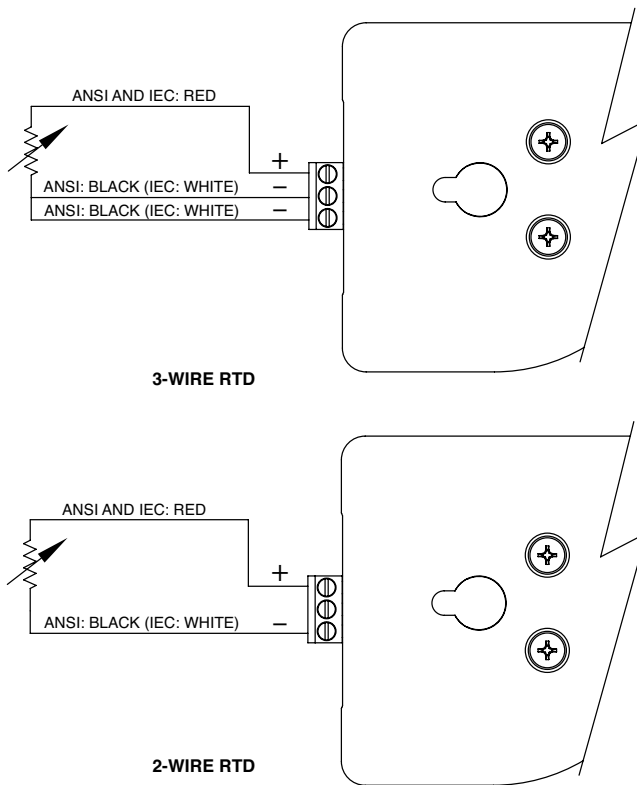 ANSI AND IEC: RED
+
ANSI: BLACK (IEC: WHITE) −
ANSI: BLACK (IEC: WHITE) −
3-WIRE RTD
ANSI AND IEC: RED
+
ANSI: BLACK (IEC: WHITE) −
2-WIRE RTD